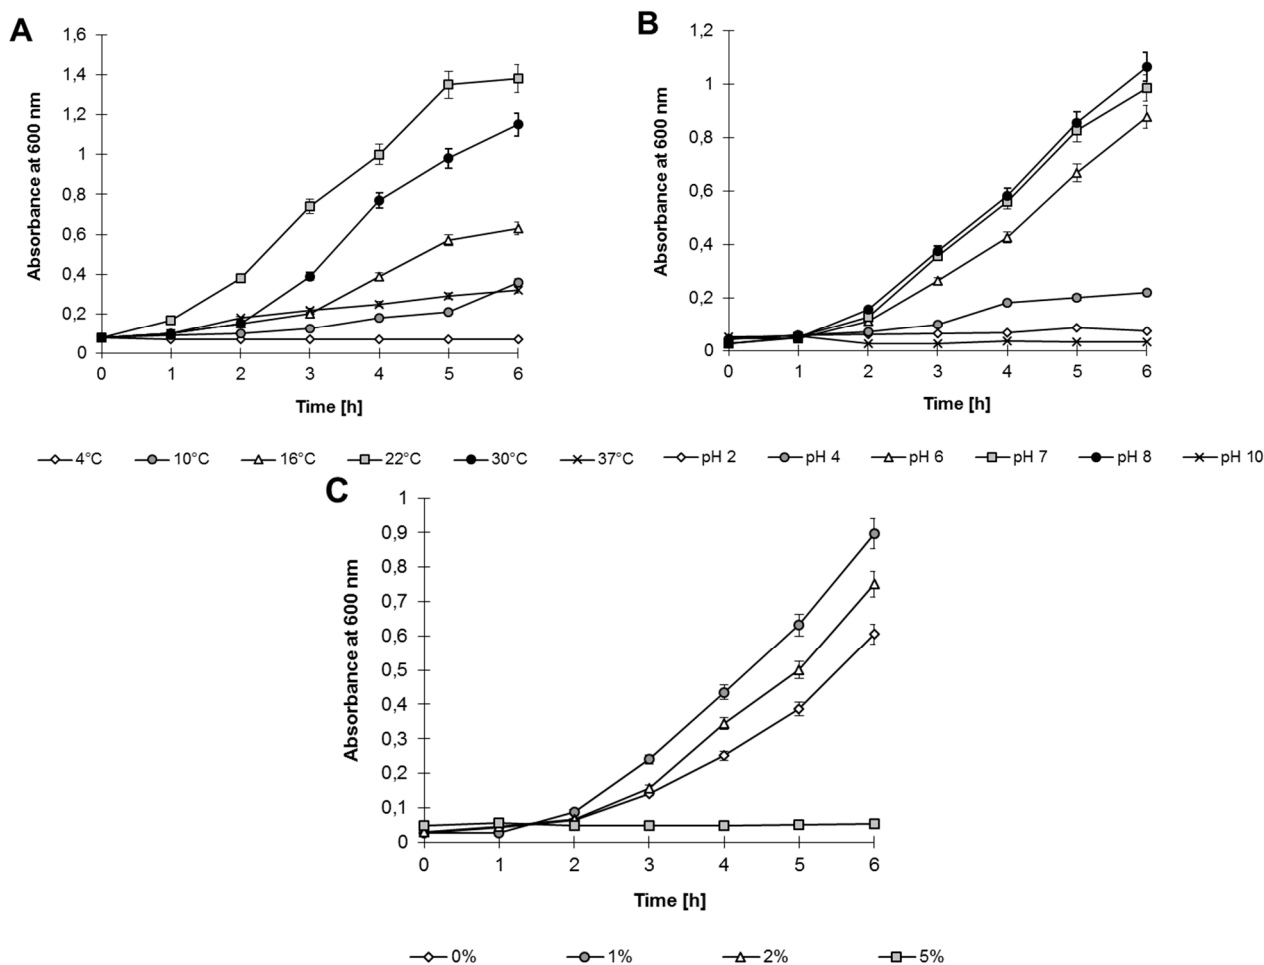 A
B
1,6
1,4
1,2
1
0,8
0,6
0,4
0,2
0
Absorbance at 600 nm
0 1 2 3 4 5 6
Time [h]
4°C 10°C 16°C 22°C 30°C 37°C
1,2
1
0,8
0,6
0,4
0,2
0
Absorbance at 600 nm
0 1 2 3 4 5 6
Time [h]
pH 2 pH 4 pH 6 pH 7 pH 8 pH 10
C
1
0,9
0,8
0,7
0,6
0,5
0,4
0,3
0,2
0,1
0
Absorbance at 600 nm
0 1 2 3 4 5 6
Time [h]
0% 1% 2% 5%